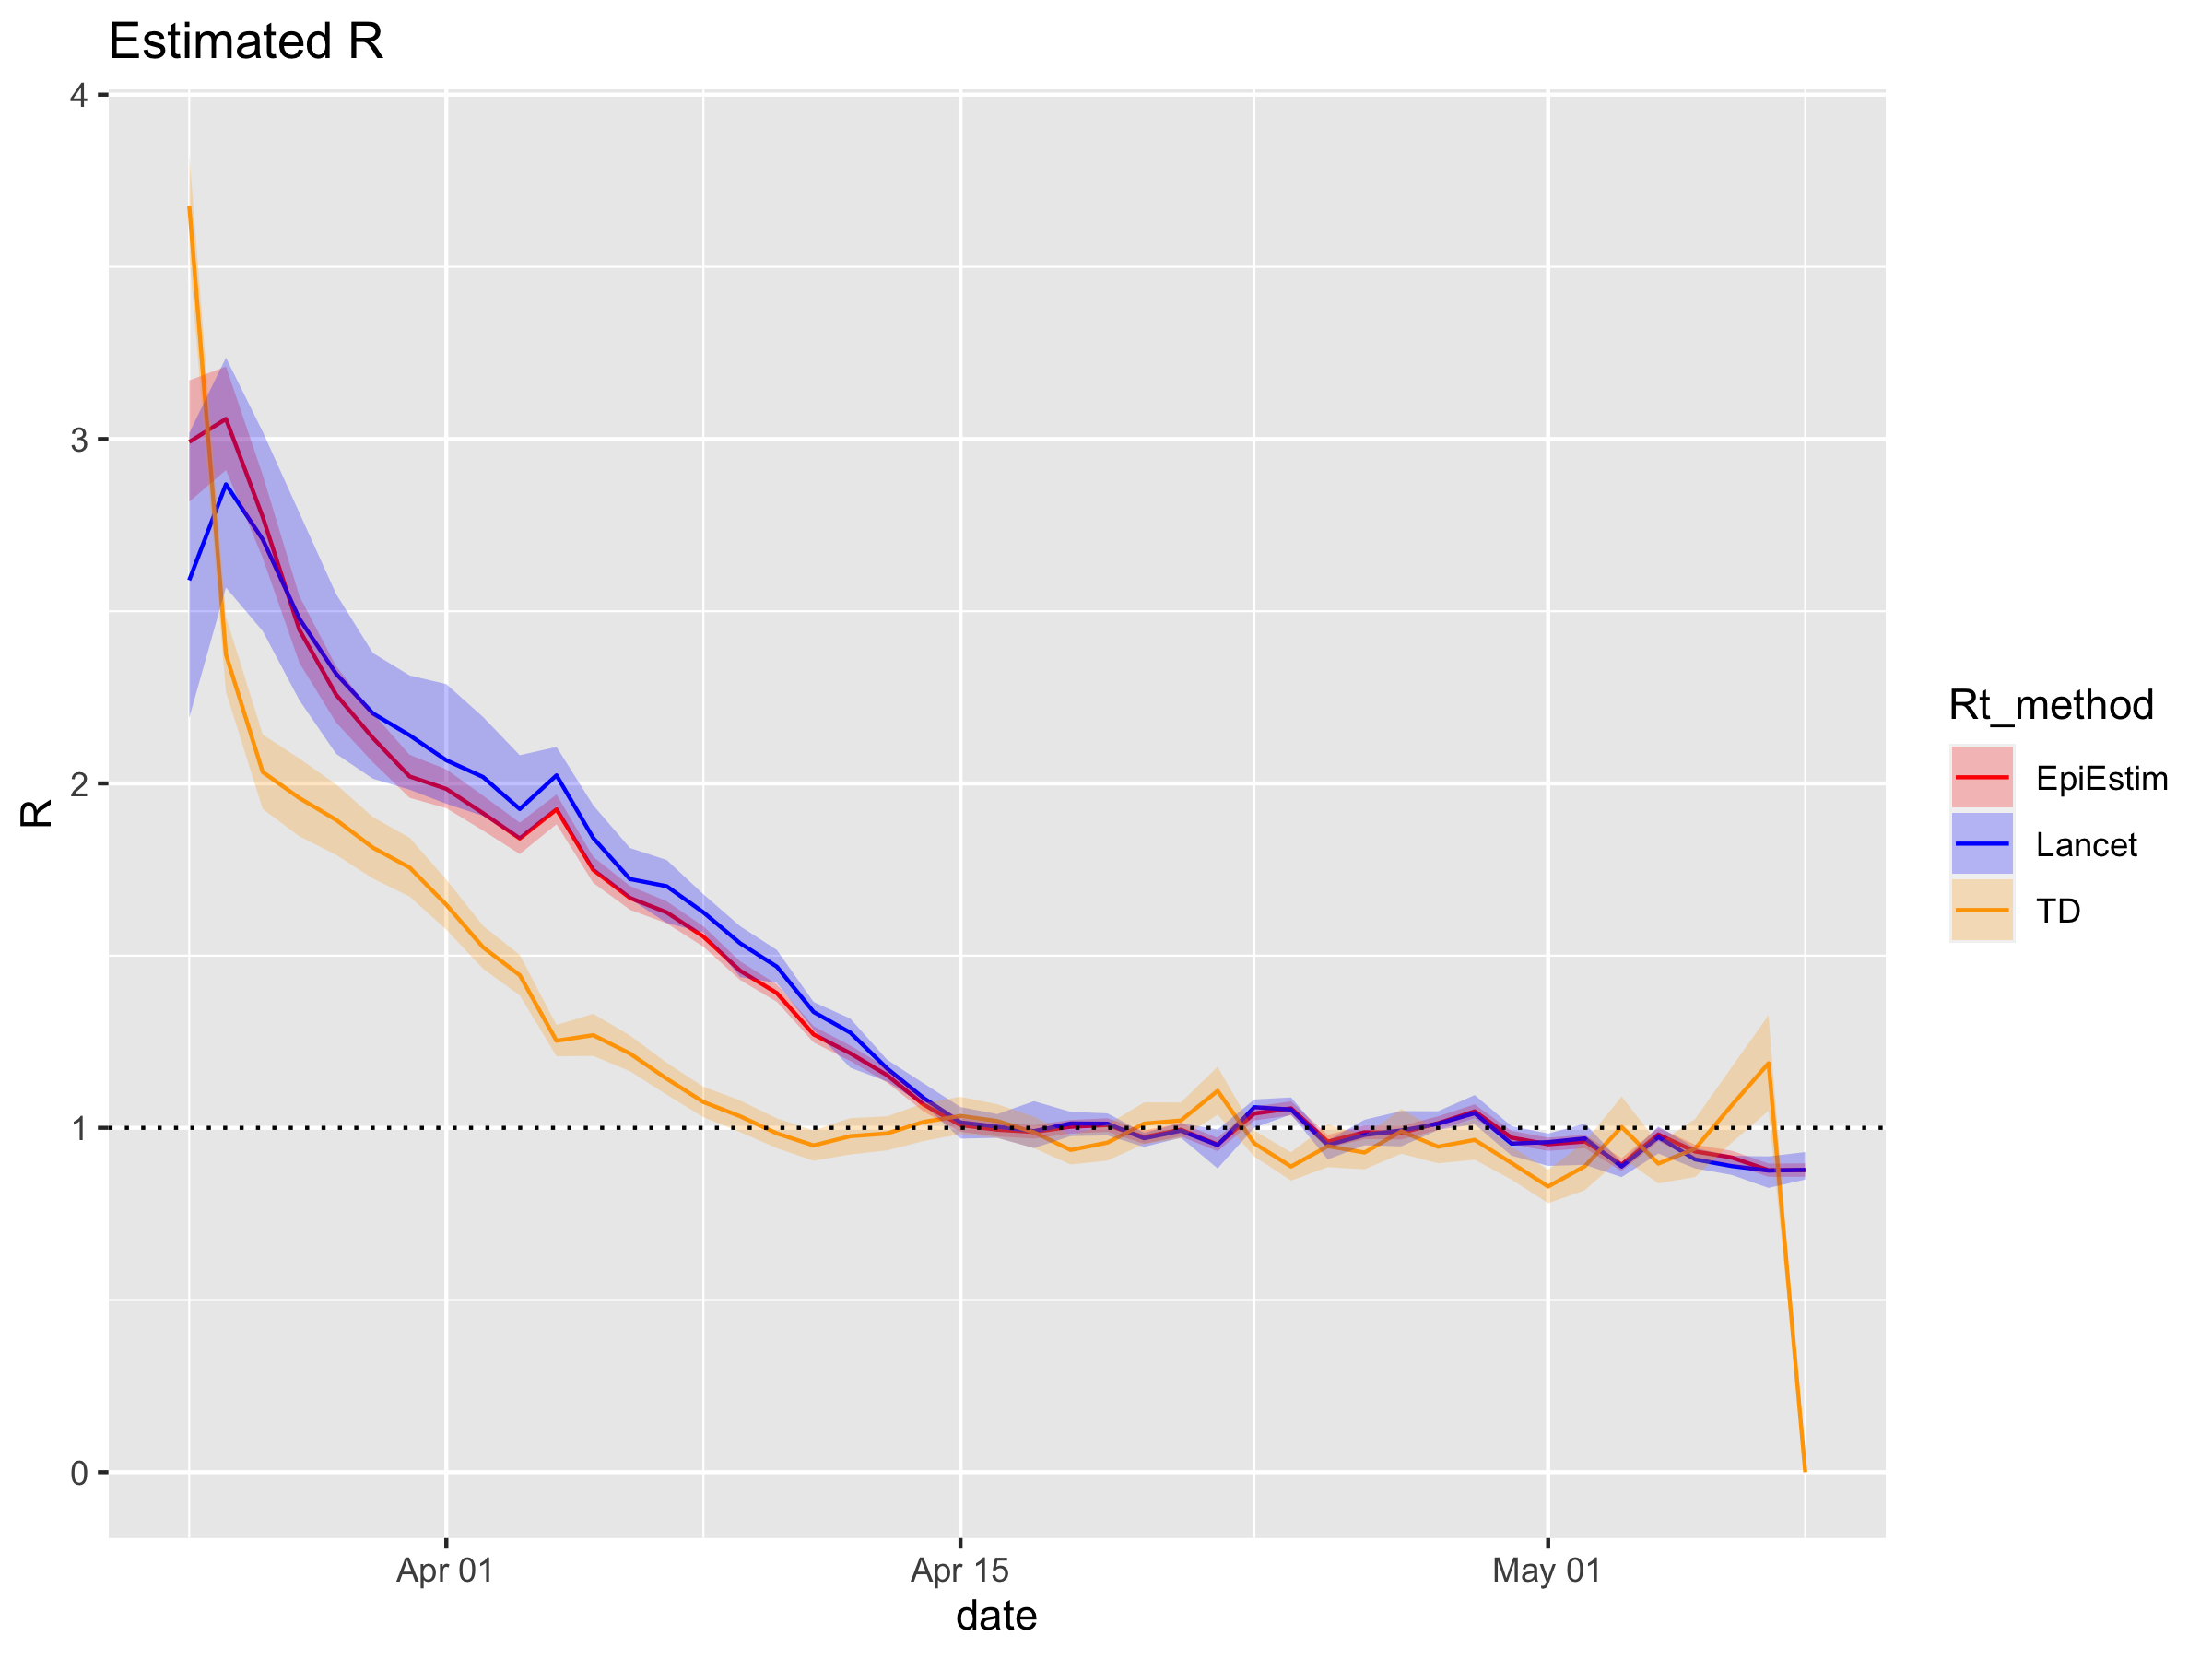 Estimated R
4
3
2
1
0
R
Apr 01
Apr 15
May 01
date
Rt_method
EpiEstim
Lancet
TD